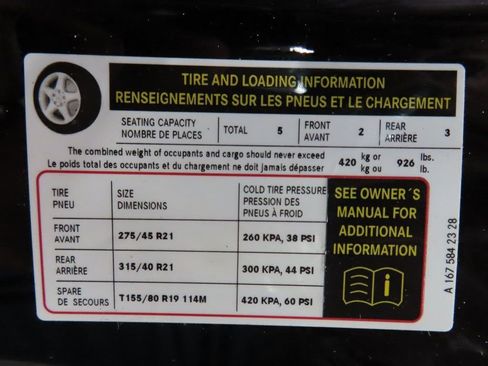 TIRE AND LOADING INFORMATION
RENSEIGNEMENTS SUR LES PNEUS ET LE CHARGEMENT
SEATING CAPACITY
NOMBRE DE PLACES
TOTAL 5
FRONT
AVANT
2
REAR
ARRIÈRE
3
The combined weight of occupants and cargo should never exceed 420 kg or 926 lbs.
Le poids total des occupants et du chargement ne doit jamais dépasser kg ou lb.
TIRE
PNEU
SIZE
DIMENSIONS
COLD TIRE PRESSURE
PRESSION DES
PNEUS À FROID
FRONT
AVANT
275/45 R21
260 KPA, 38 PSI
REAR
ARRIÈRE
315/40 R21
300 KPA, 44 PSI
SPARE
DE SECOURS
T155/80 R19 114M
420 KPA, 60 PSI
SEE OWNER´S
MANUAL FOR
ADDITIONAL
INFORMATION
A 167 584 23 28